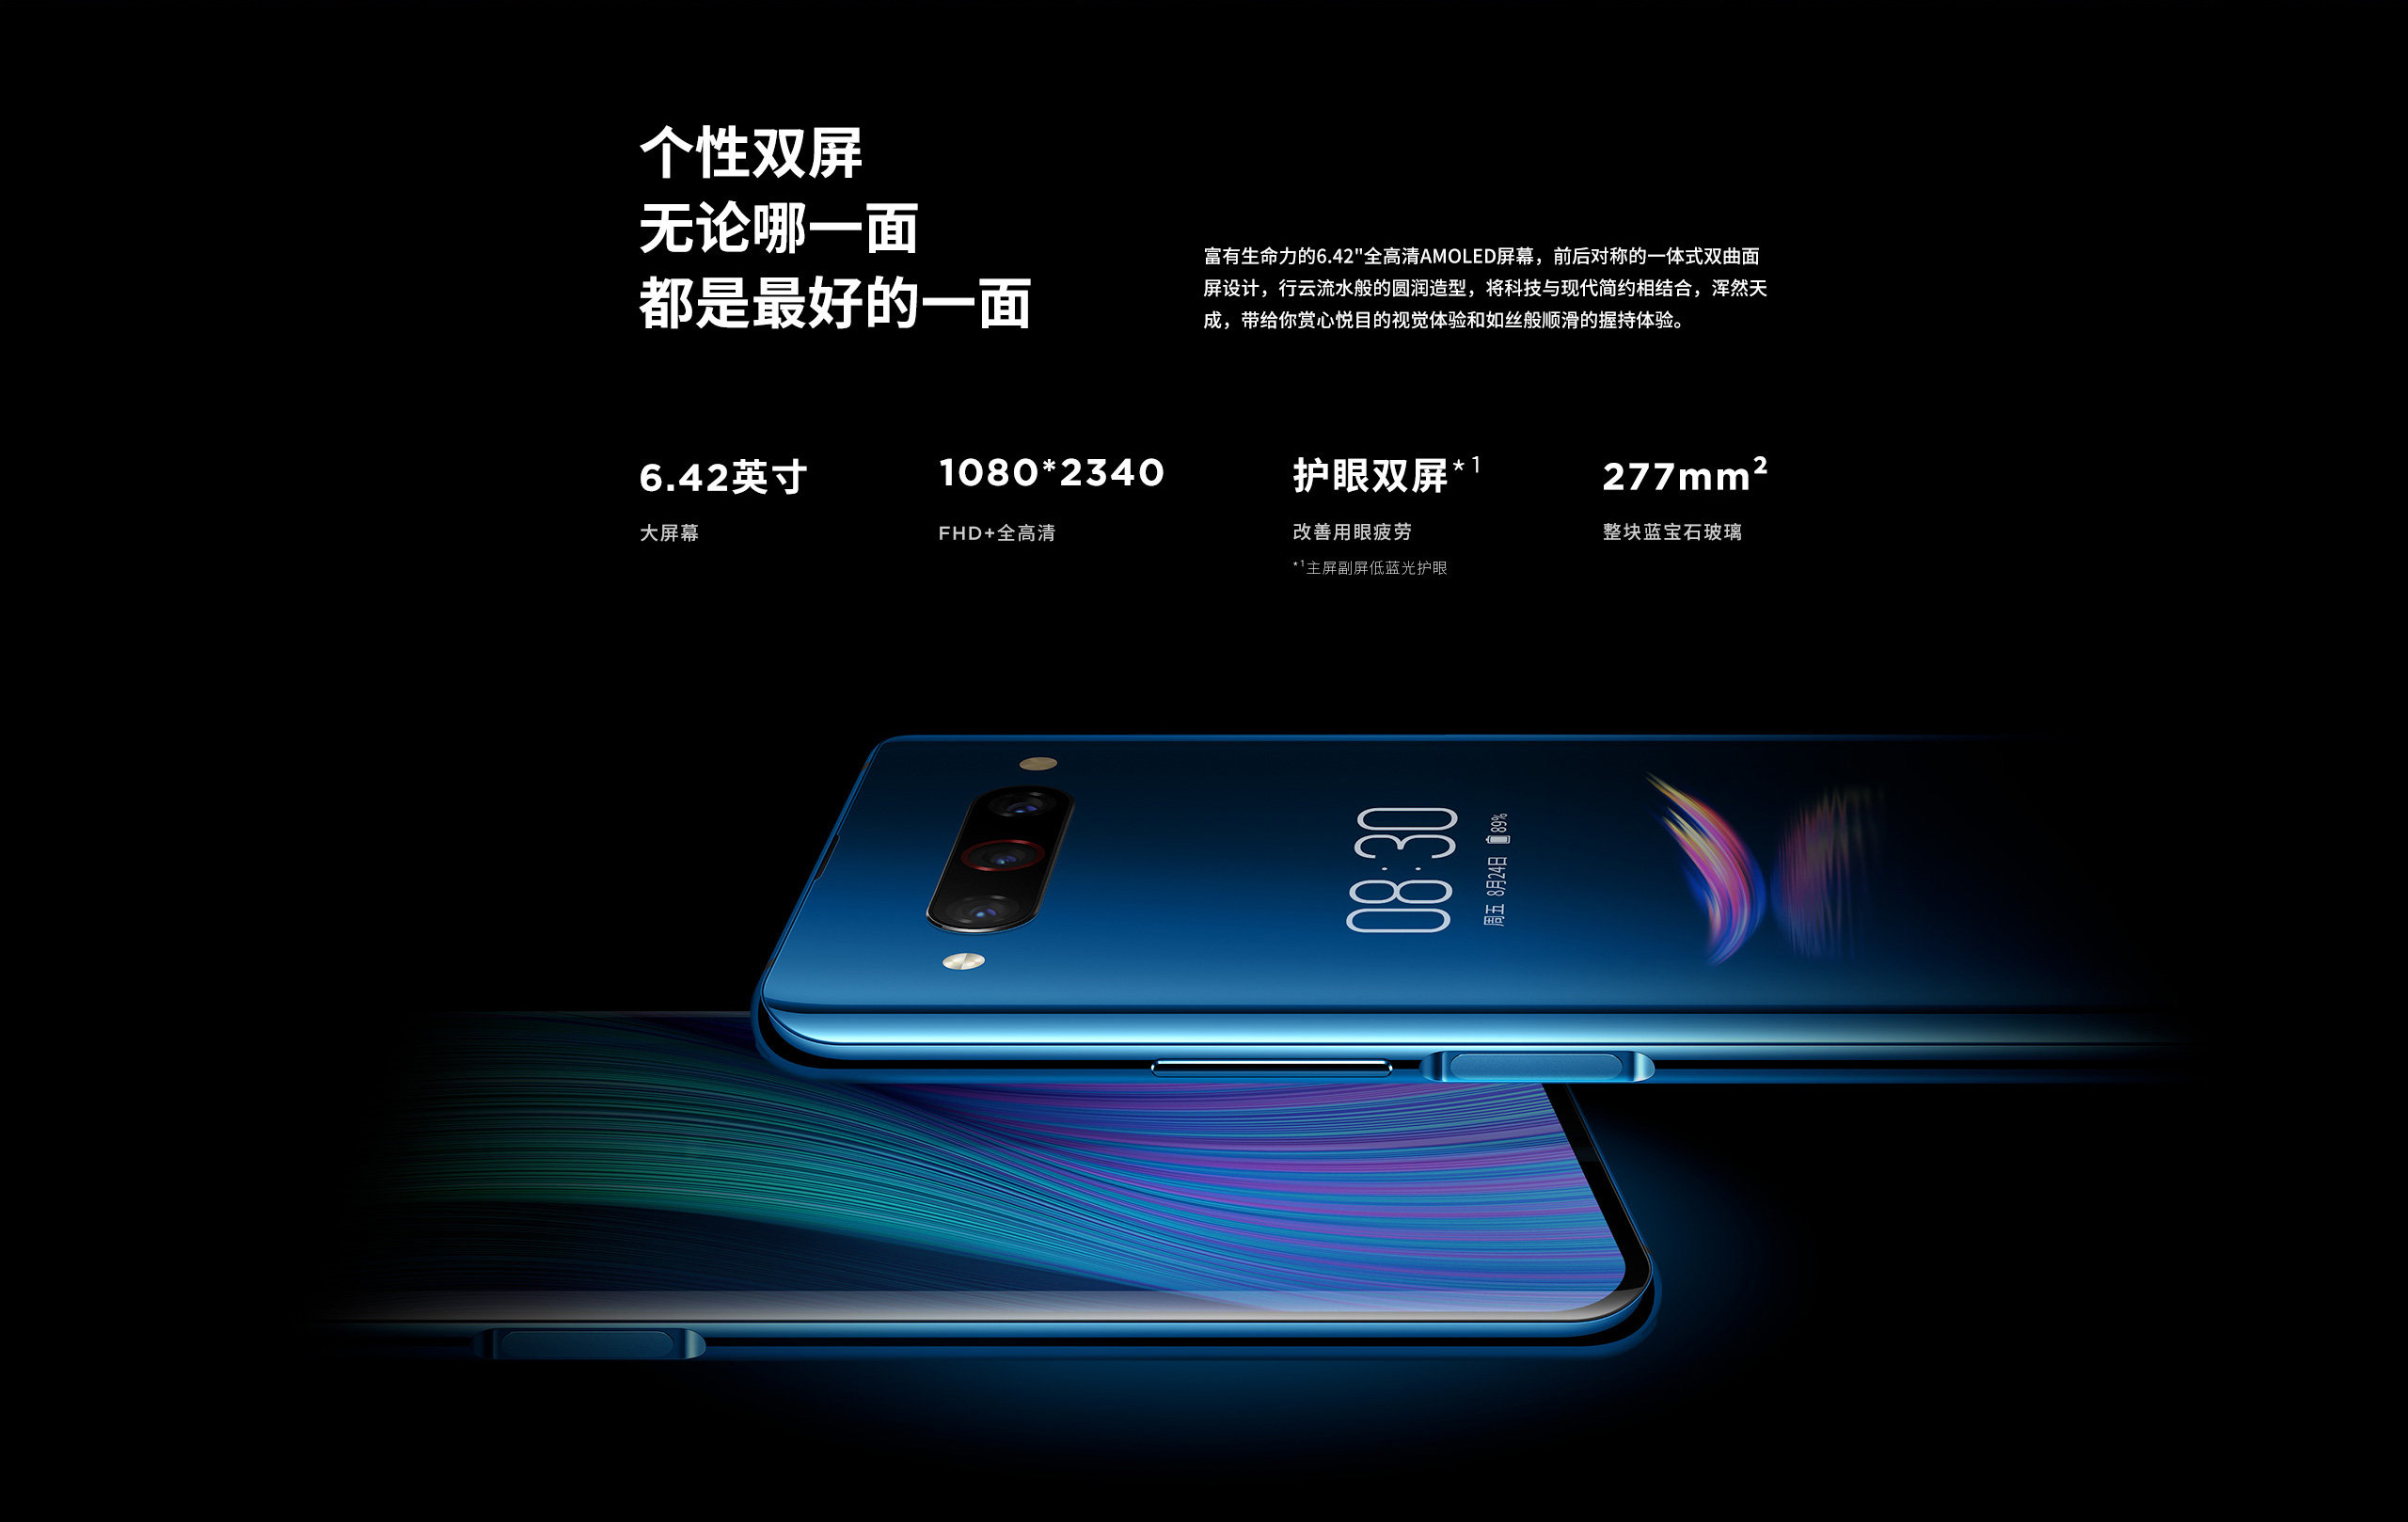 个性双屏
无论哪一面
都是最好的一面
富有生命力的6.42"全高清AMOLED屏幕，前后对称的一体式双曲面
屏设计，行云流水般的圆润造型，将科技与现代简约相结合，浑然天
成，带给你赏心悦目的视觉体验和如丝般顺滑的握持体验。
6.42英寸
大屏幕
1080*2340
FHD+全高清
护眼双屏*¹
改善用眼疲劳
*¹主屏副屏低蓝光护眼
277mm²
整块蓝宝石玻璃
08:30
周五 8月24日 89%